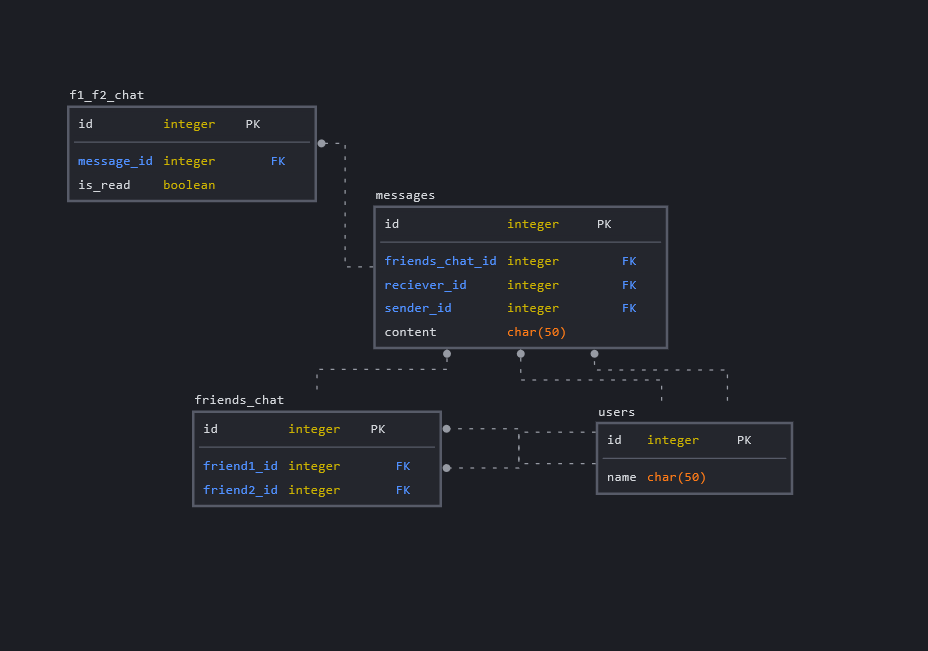 f1_f2_chat
id integer PK
message_id integer FK
is_read boolean
messages
id integer PK
friends_chat_id integer FK
reciever_id integer FK
sender_id integer FK
content char(50)
friends_chat
id integer PK
friend1_id integer FK
friend2_id integer FK
users
id integer PK
name char(50)